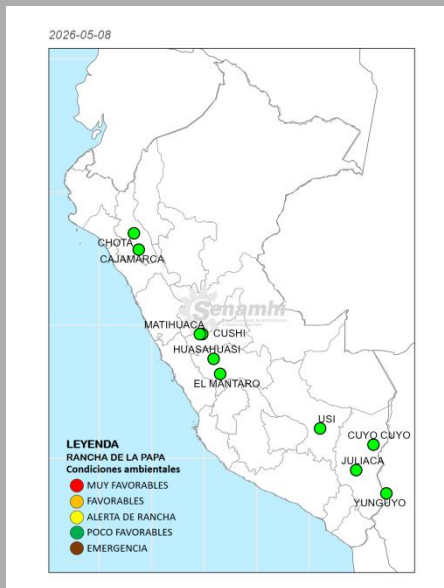 2026-05-08
CHOTA
CAJAMARCA
Senamhi
MATIHUACA
CUSHI
HUASAHUASI
EL MANTARO
USI
CUYO CUYO
JULIACA
YUNGUYO
LEYENDA
RANCHA DE LA PAPA
Condiciones ambientales
MUY FAVORABLES
FAVORABLES
ALERTA DE RANCHA
POCO FAVORABLES
EMERGENCIA